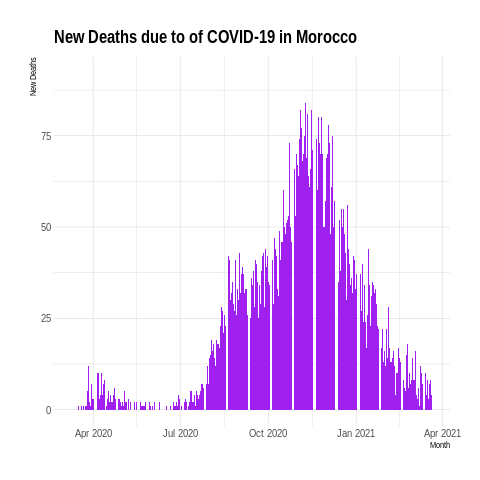 New Deaths due to of COVID-19 in Morocco
New Deaths
75
50
25
0
Apr 2020
Jul 2020
Oct 2020
Jan 2021
Apr 2021
Month